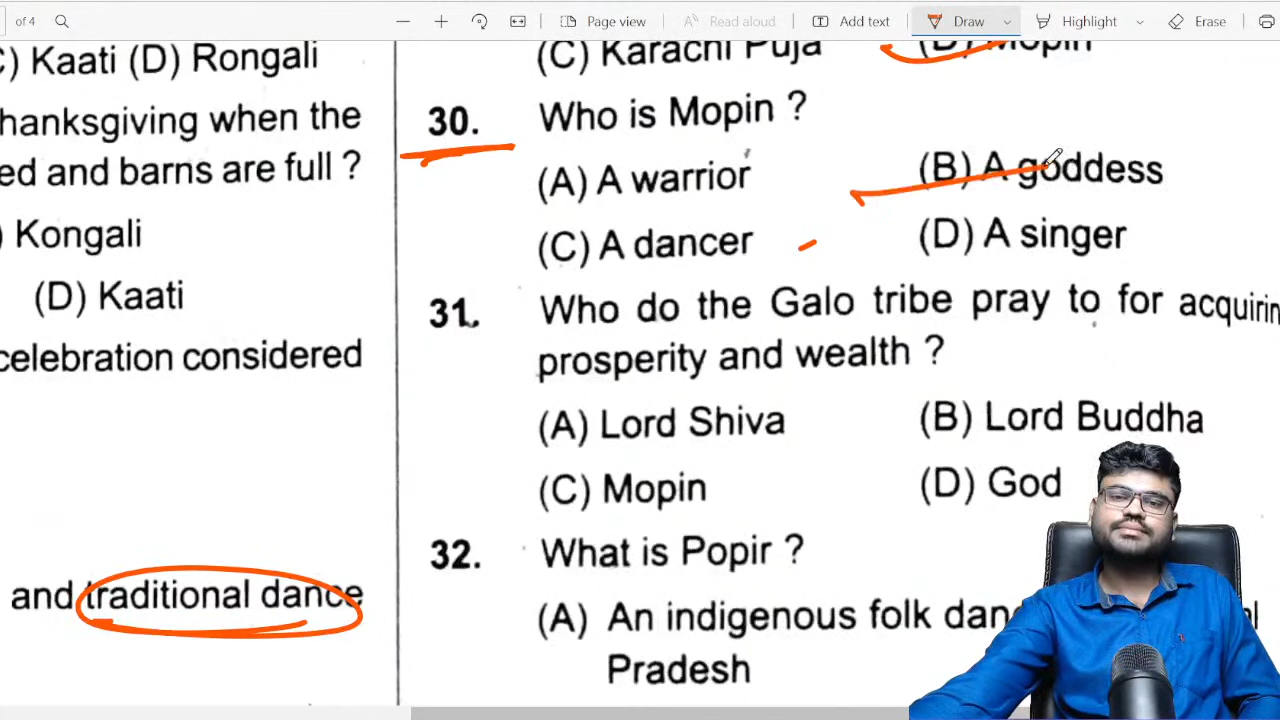 of 4
Page view
Read aloud
Add text
Draw
Highlight
Erase
Kaati (D) Rongali
hanksgiving when the
ed and barns are full ?
Kongali
(D) Kaati
celebration considered
and traditional dance
(C) Karachi Puja (D) Mopin
30. Who is Mopin ?
(A) A warrior (B) A goddess
(C) A dancer (D) A singer
31. Who do the Galo tribe pray to for acquirin
prosperity and wealth ?
(A) Lord Shiva (B) Lord Buddha
(C) Mopin (D) God
32. What is Popir ?
(A) An indigenous folk dan
Pradesh